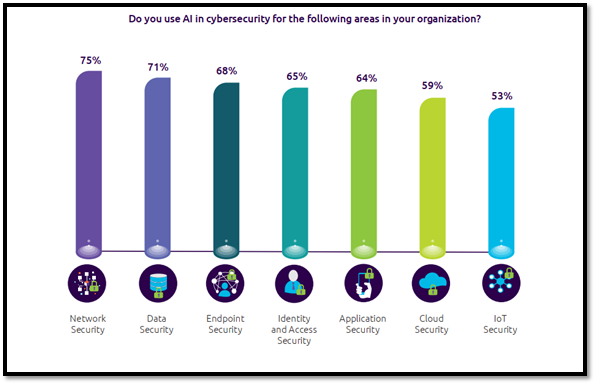 Do you use AI in cybersecurity for the following areas in your organization?
75%
71%
68%
65%
64%
59%
53%
Network
Security
Data
Security
Endpoint
Security
Identity
and Access
Security
Application
Security
Cloud
Security
IoT
Security